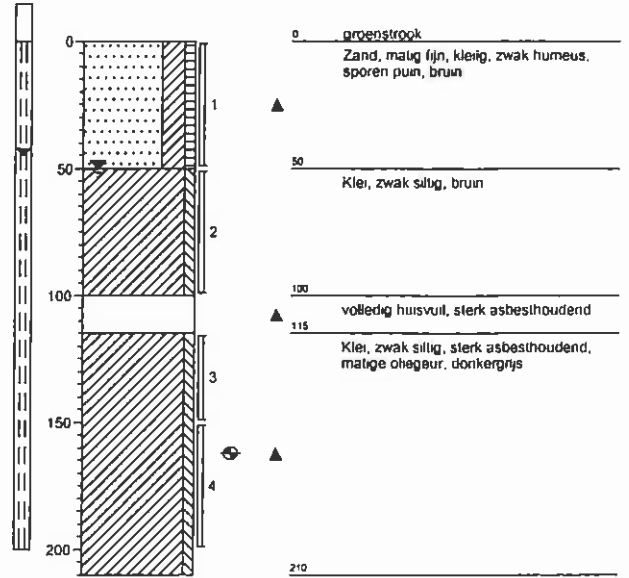 0 groenstrook
Zand, matig fijn, kleiig, zwak humeus,
sporen puin, bruin
50
Klei, zwak siltig, bruin
100
volledig huisvuil, sterk asbesthoudend
115
Klei, zwak siltig, sterk asbesthoudend,
matige oliegeur, donkergrijs
210
0
50
100
150
200
1
2
3
4